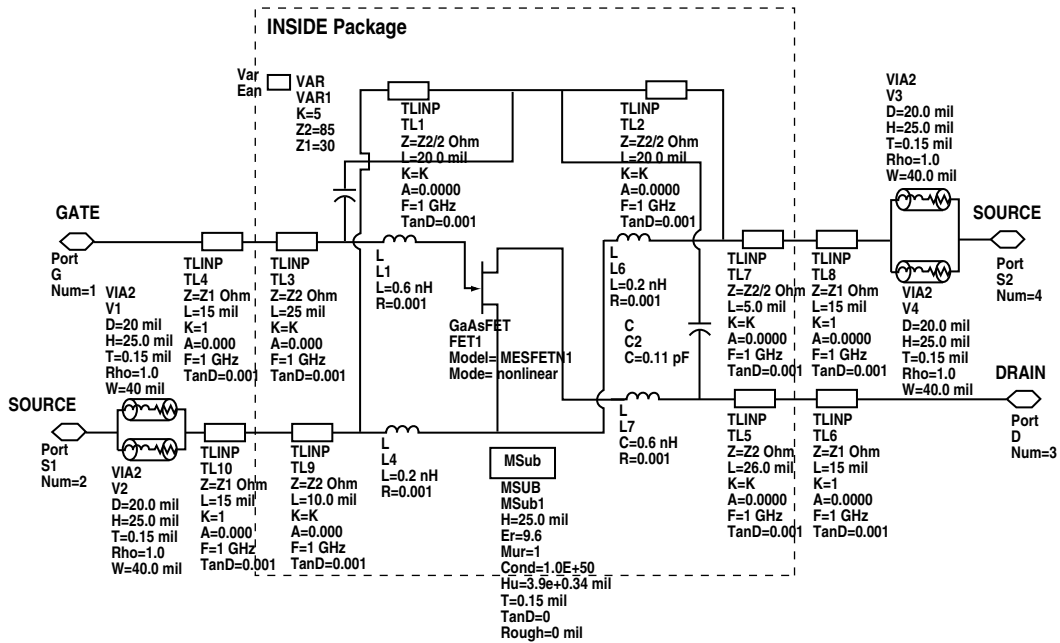 INSIDE Package
Var
Ean
VAR
VAR1
K=5
Z2=85
Z1=30
TLINP
TL1
Z=Z2/2 Ohm
L=20 0 mil
K=K
A=0.0000
F=1 GHz
TanD=0.001
TLINP
TL2
Z=Z2/2 Ohm
L=20 0 mil
K=K
A=0.0000
F=1 GHz
TanD=0.001
VIA2
V3
D=20.0 mil
H=25.0 mil
T=0.15 mil
Rho=1.0
W=40.0 mil
GATE
Port
G
Num=1
TLINP
TL4
Z=Z1 Ohm
L=15 mil
K=1
A=0.000
F=1 GHz
TanD=0.001
TLINP
TL3
Z=Z2 Ohm
L=25 mil
K=K
A=0.000
F=1 GHz
TanD=0.001
L
L1
L=0.6 nH
R=0.001
GaAsFET
FET1
Model= MESFETN1
Mode= nonlinear
L
L6
L=0.2 nH
R=0.001
C
C2
C=0.11 pF
TLINP
TL7
Z=Z2/2 Ohm
L=5.0 mil
K=K
A=0.0000
F=1 GHz
TanD=0.001
TLINP
TL8
Z=Z1 Ohm
L=15 mil
K=1
A=0.0000
F=1 GHz
TanD=0.001
VIA2
V4
D=20.0 mil
H=25.0 mil
T=0.15 mil
Rho=1.0
W=40.0 mil
SOURCE
Port
S2
Num=4
VIA2
V1
D=20 mil
H=25.0 mil
T=0.15 mil
Rho=1.0
W=40 mil
SOURCE
Port
S1
Num=2
VIA2
V2
D=20.0 mil
H=25.0 mil
T=0.15 mil
Rho=1.0
W=40.0 mil
TLINP
TL10
Z=Z1 Ohm
L=15 mil
K=1
A=0.000
F=1 GHz
TanD=0.001
TLINP
TL9
Z=Z2 Ohm
L=10.0 mil
K=K
A=0.000
F=1 GHz
TanD=0.001
L
L4
L=0.2 nH
R=0.001
MSub
MSUB
MSub1
H=25.0 mil
Er=9.6
Mur=1
Cond=1.0E+50
Hu=3.9e+0.34 mil
T=0.15 mil
TanD=0
Rough=0 mil
L
L7
C=0.6 nH
R=0.001
TLINP
TL5
Z=Z2 Ohm
L=26.0 mil
K=K
A=0.0000
F=1 GHz
TanD=0.001
TLINP
TL6
Z=Z1 Ohm
L=15 mil
K=1
A=0.0000
F=1 GHz
TanD=0.001
DRAIN
Port
D
Num=3